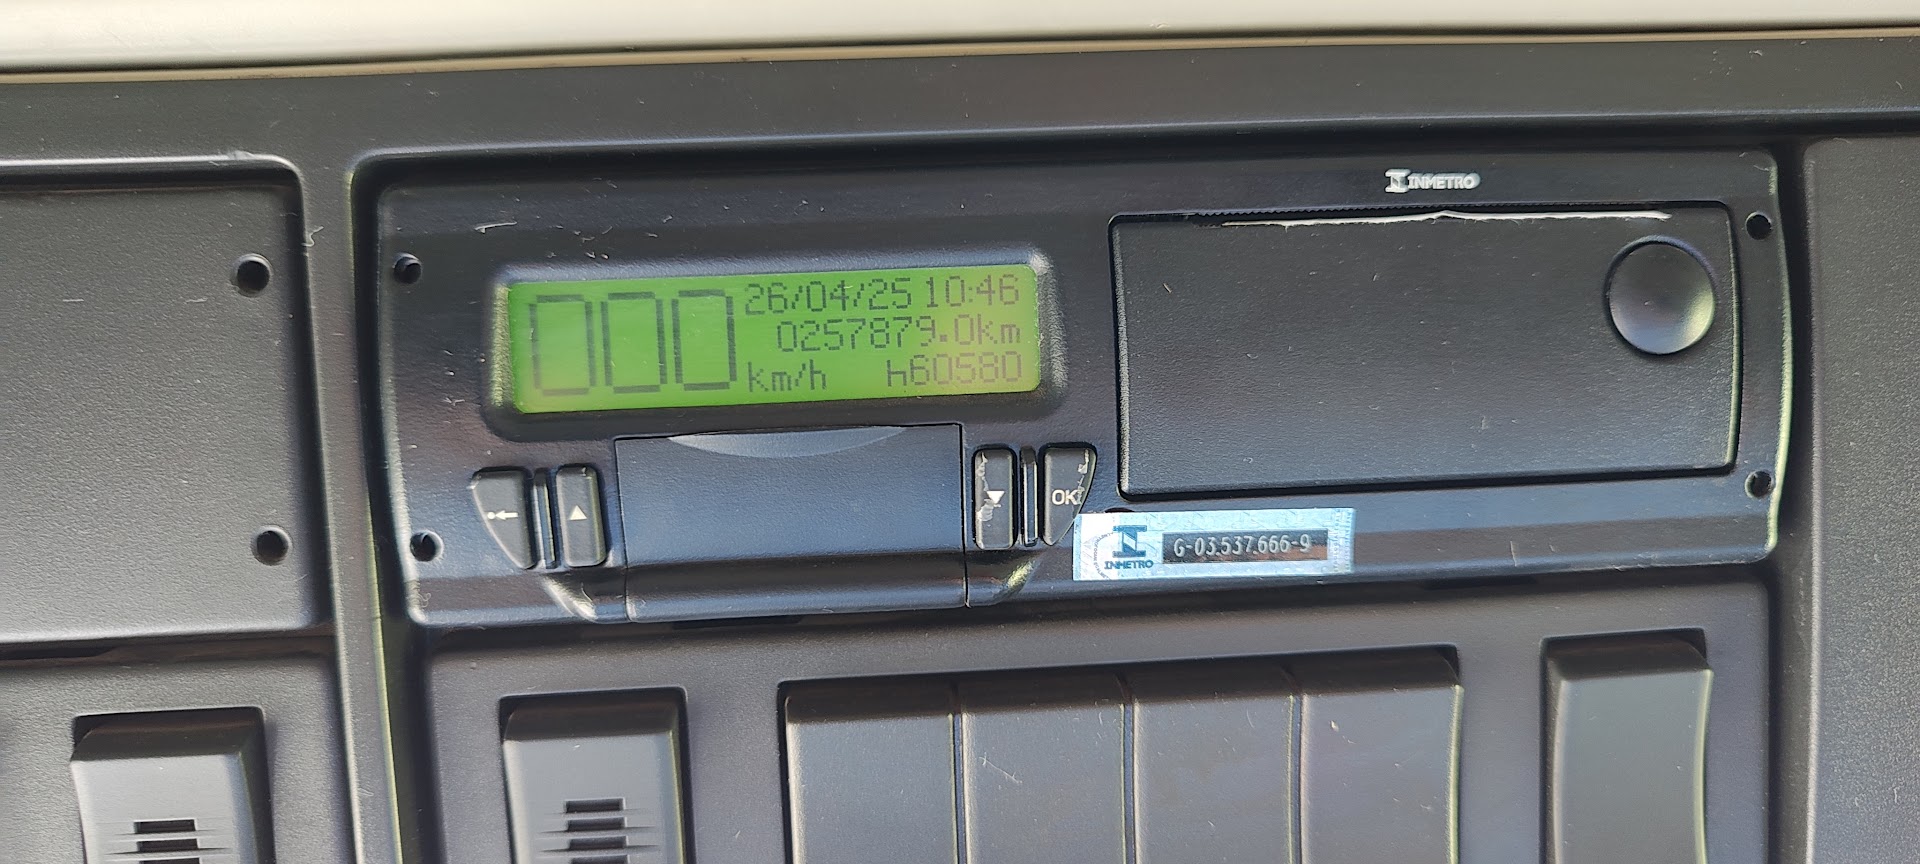 INMETRO
000 26/04/25 10:46
0257879.0km
km/h h60580
OK
INMETRO G-03.537.666-9